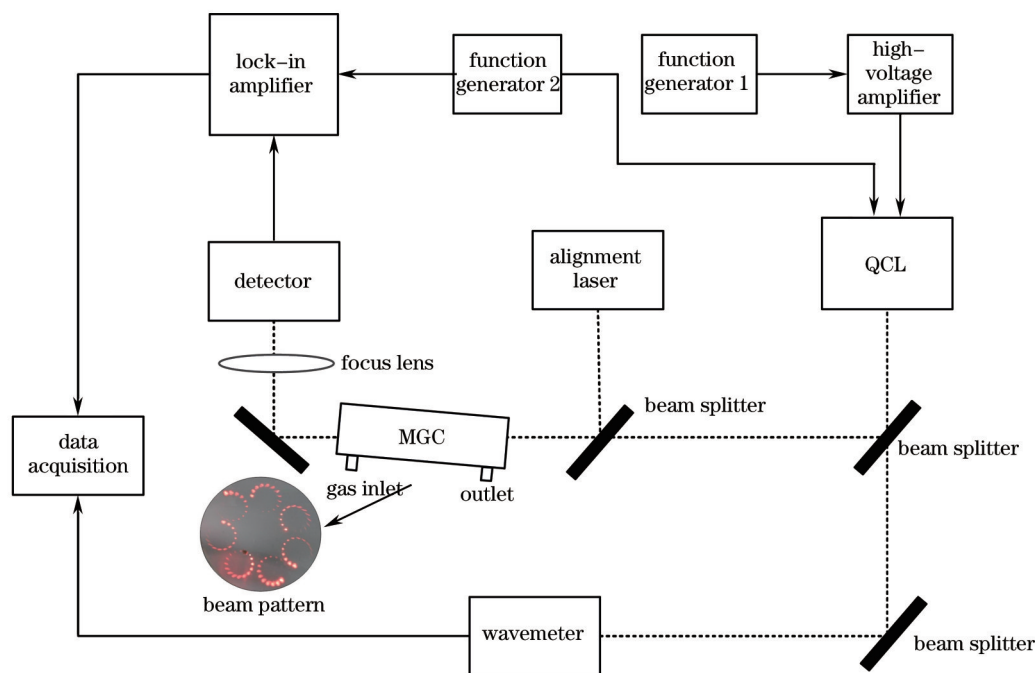 lock-in
amplifier
function
generator 2
function
generator 1
high-
voltage
amplifier
detector
alignment
laser
QCL
focus lens
beam splitter
MGC
beam splitter
data
acquisition
gas inlet
outlet
beam pattern
wavemeter
beam splitter